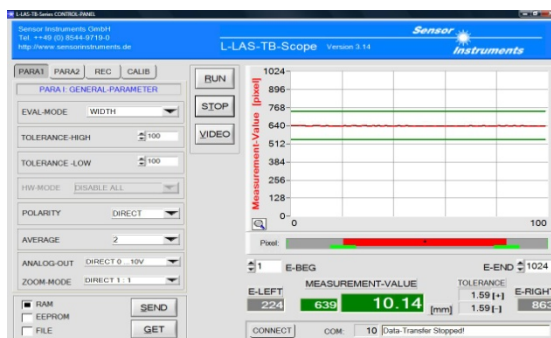 L-LAS-TB-Series CONTROL-PANEL
Sensor Instruments GmbH
Tel. ++49 (0) 8544-9719-0
http://www.sensorinstruments.de
L-LAS-TB-Scope Version 3.14
Sensor
Instruments
PARA1 PARA2 REC CALIB
PARA I: GENERAL-PARAMETER
EVAL-MODE WIDTH
TOLERANCE-HIGH 100
TOLERANCE -LOW 100
HW-MODE DISABLE ALL
POLARITY DIRECT
AVERAGE 2
ANALOG-OUT DIRECT 0 ...10V
ZOOM-MODE DIRECT 1 : 1
RAM
EEPROM
FILE
SEND
GET
RUN
STOP
VIDEO
Measurement-Value [pixel]
1024
896
768
640
512
384
256
128
0
0 100
Pixel:
1 E-BEG E-END 1024
E-LEFT MEASUREMENT-VALUE TOLERANCE E-RIGH
224 639 10.14 [mm] 1.59 [+] 863
1.59 [-]
CONNECT COM: 10 Data-Transfer Stopped!